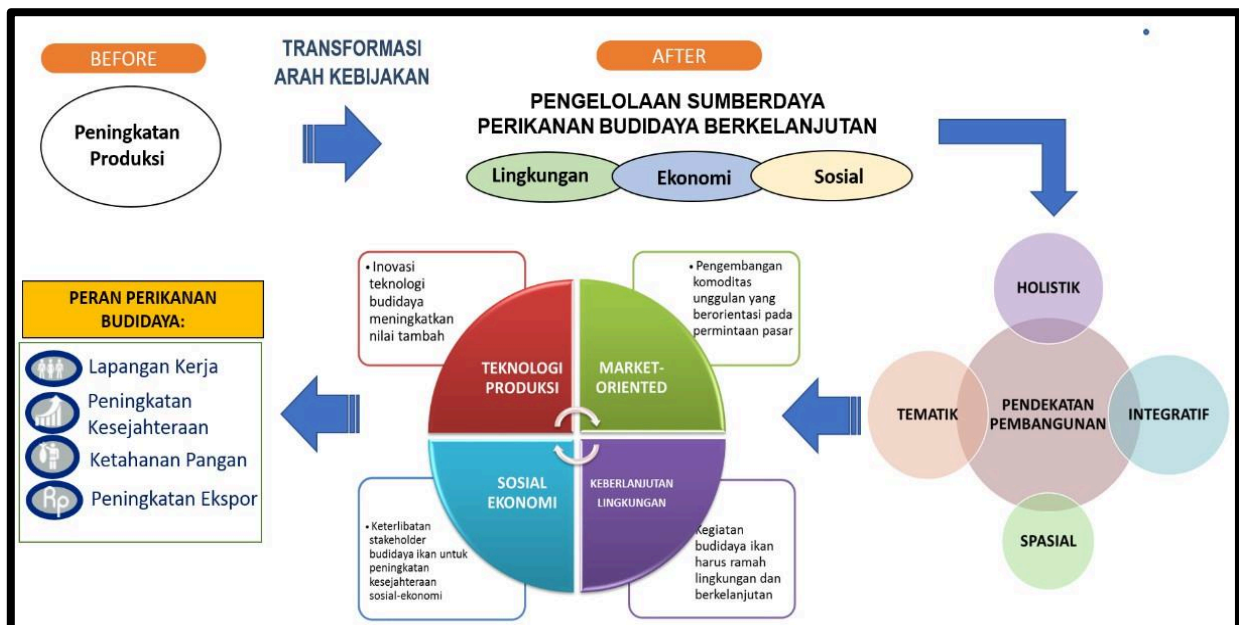 BEFORE
TRANSFORMASI
ARAH KEBIJAKAN
AFTER
Peningkatan
Produksi
PENGELOLAAN SUMBERDAYA
PERIKANAN BUDIDAYA BERKELANJUTAN
Lingkungan
Ekonomi
Sosial
HOLISTIK
TEMATIK
PENDEKATAN
PEMBANGUNAN
INTEGRATIF
SPASIAL
• Inovasi
teknologi
budidaya
meningkatkan
nilai tambah
• Pengembangan
komoditas
unggulan yang
berorientasi pada
permintaan pasar
TEKNOLOGI
PRODUKSI
MARKET-
ORIENTED
SOSIAL
EKONOMI
KEBERLANJUTAN
LINGKUNGAN
• Keterlibatan
stakeholder
budidaya ikan untuk
peningkatan
kesejahteraan
sosial-ekonomi
Kegiatan
budidaya ikan
harus ramah
lingkungan dan
berkelanjutan
PERAN PERIKANAN
BUDIDAYA:
Lapangan Kerja
Peningkatan
Kesejahteraan
Ketahanan Pangan
Rp Peningkatan Ekspor